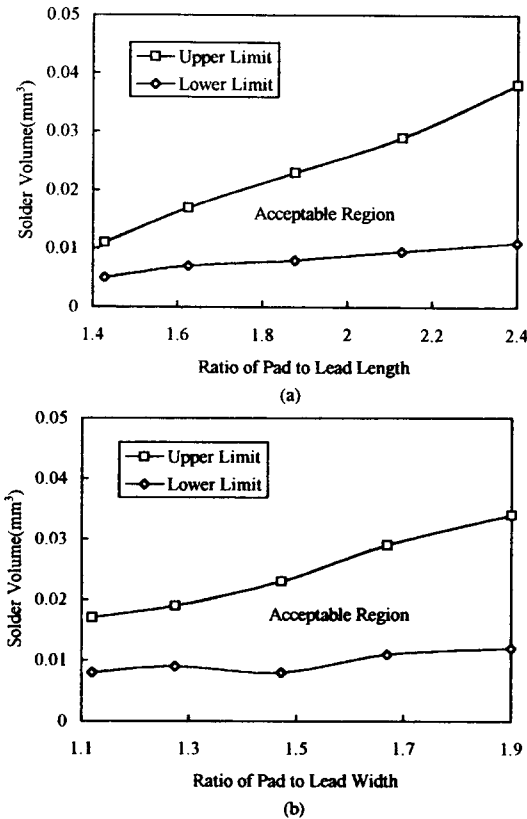 0.05
0.04
0.03
0.02
0.01
0
Solder Volume(mm³)
Upper Limit
Lower Limit
Acceptable Region
1.4 1.6 1.8 2 2.2 2.4
Ratio of Pad to Lead Length
(a)
0.05
0.04
0.03
0.02
0.01
0
Solder Volume(mm³)
Upper Limit
Lower Limit
Acceptable Region
1.1 1.3 1.5 1.7 1.9
Ratio of Pad to Lead Width
(b)